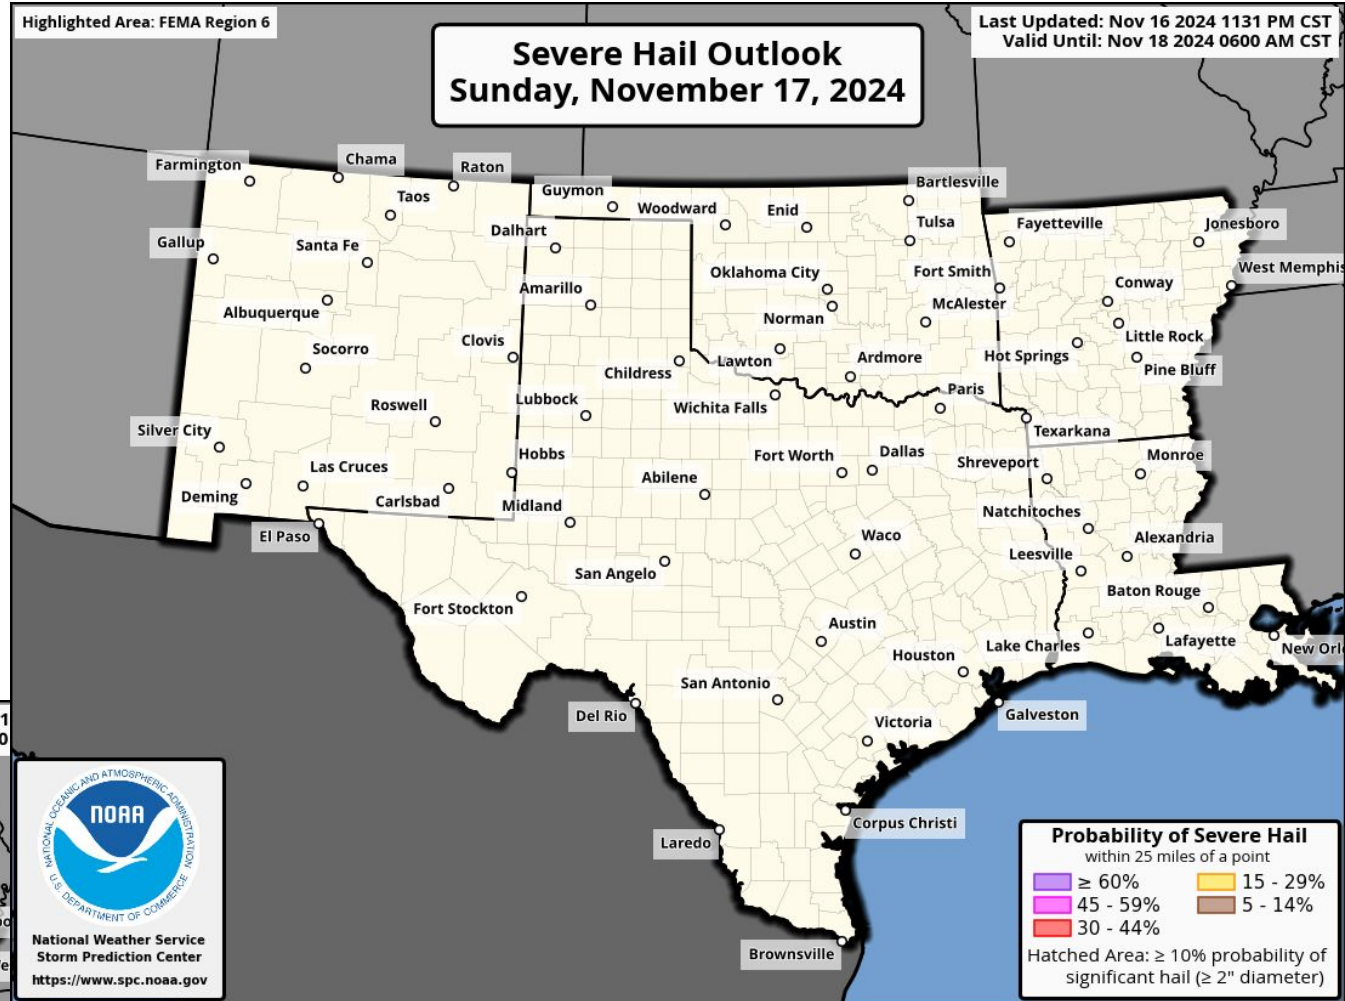 Highlighted Area: FEMA Region 6
Last Updated: Nov 16 2024 1131 PM CST
Valid Until: Nov 18 2024 0600 AM CST
Severe Hail Outlook
Sunday, November 17, 2024
Farmington
Chama
Raton
Taos
Guymon
Woodward
Enid
Bartlesville
Tulsa
Fayetteville
Jonesboro
Gallup
Santa Fe
Dalhart
Oklahoma City
Fort Smith
West Memphis
Amarillo
Conway
Albuquerque
Norman
McAlester
Little Rock
Socorro
Clovis
Childress
Lawton
Ardmore
Hot Springs
Pine Bluff
Roswell
Lubbock
Wichita Falls
Paris
Texarkana
Silver City
Las Cruces
Hobbs
Abilene
Fort Worth
Dallas
Shreveport
Monroe
Deming
Carlsbad
Midland
Natchitoches
El Paso
San Angelo
Waco
Leesville
Alexandria
Fort Stockton
Baton Rouge
Austin
Houston
Lake Charles
Lafayette
New Orl
San Antonio
Del Rio
Victoria
Galveston
Laredo
Corpus Christi
Brownsville
1
0
NATIONAL OCEANIC AND ATMOSPHERIC ADMINISTRATION
NOAA
U.S. DEPARTMENT OF COMMERCE
National Weather Service
Storm Prediction Center
https://www.spc.noaa.gov
Probability of Severe Hail
within 25 miles of a point
≥ 60%
15 - 29%
45 - 59%
5 - 14%
30 - 44%
Hatched Area: ≥ 10% probability of
significant hail (≥ 2" diameter)